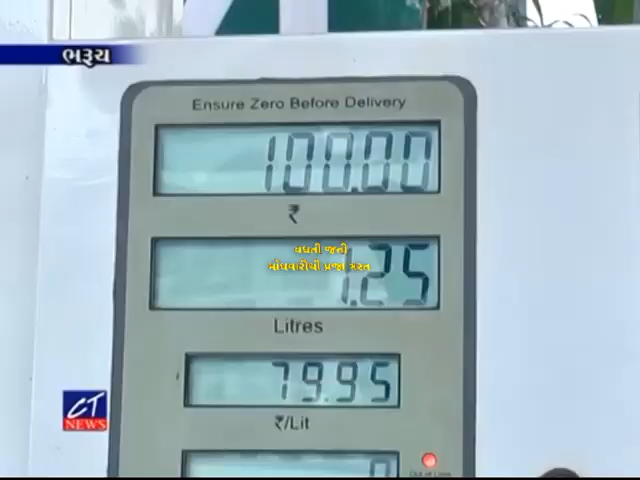 ભરૂચ
Ensure Zero Before Delivery
100.00
₹
વધતી જતી
મોંઘવારીથી પ્રજા ત્રસ્ત
1.25
Litres
79.95
₹/Lit
CT
NEWS